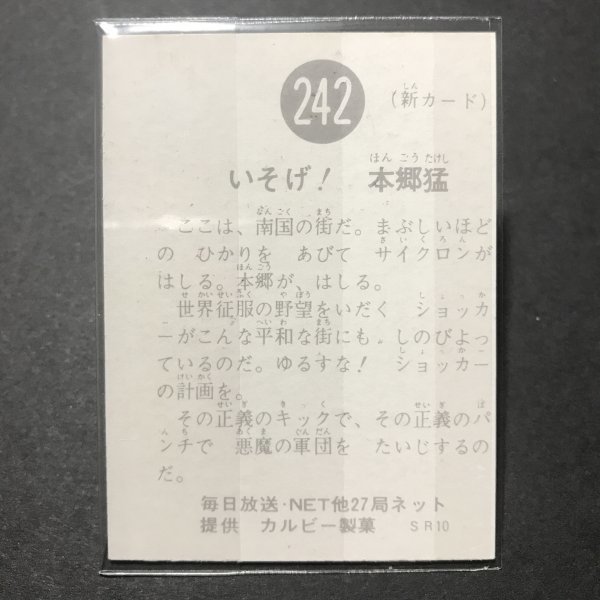 242
(新カード)
いそげ! 本郷猛
ここは、南国の街だ。まぶしいほど
の ひかりを あびて サイクロンが
はしる。本郷が、はしる。
世界征服の野望をいだく ショッカ
ーがこんな平和な街にも、しのびよっ
ているのだ。ゆるすな! ショッカー
の計画を。
その正義のキックで、その正義のパ
ンチで 悪魔の軍団を たいじするの
だ。
毎日放送・NET他27局ネット
提供 カルビー製菓 SR10